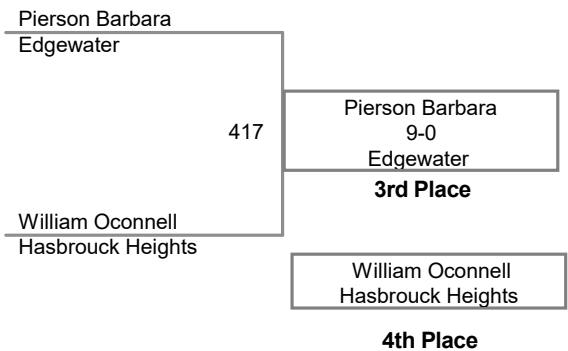 Pierson Barbara
Edgewater
417
Pierson Barbara
9-0
Edgewater
3rd Place
William Oconnell
Hasbrouck Heights
William Oconnell
Hasbrouck Heights
4th Place